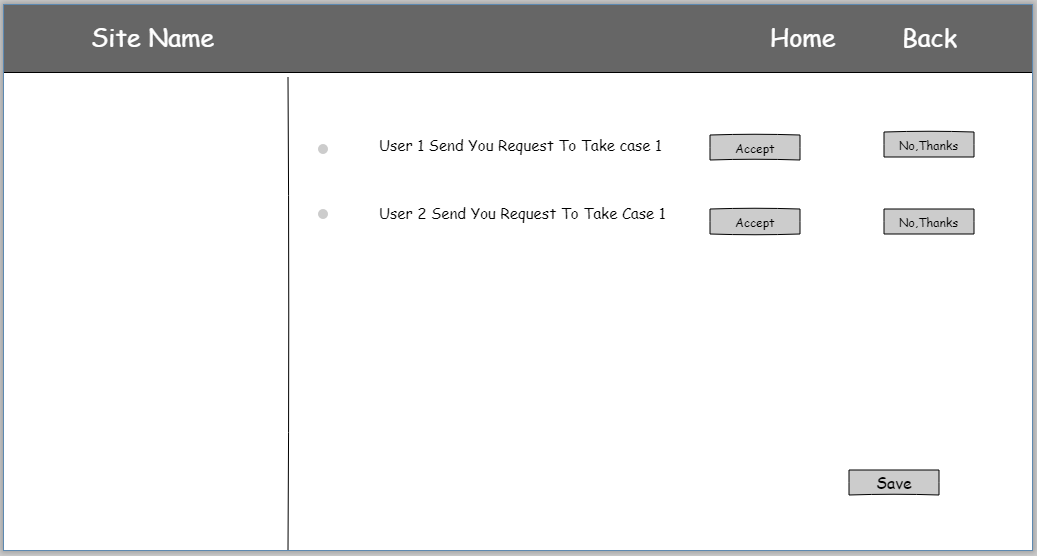 Site Name Home Back
User 1 Send You Request To Take case 1 Accept No,Thanks
User 2 Send You Request To Take Case 1 Accept No,Thanks
Save